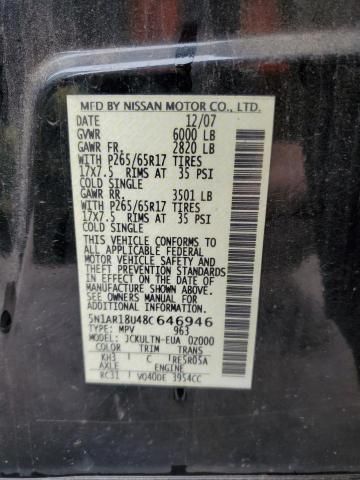 MFD BY NISSAN MOTOR CO., LTD.
DATE 12/07
GVWR 6000 LB
GAWR FR. 2820 LB
WITH P265/65R17 TIRES
17X7.5 RIMS AT 35 PSI
COLD SINGLE
GAWR RR. 3501 LB
WITH P265/65R17 TIRES
17X7.5 RIMS AT 35 PSI
COLD SINGLE
THIS VEHICLE CONFORMS TO
ALL APPLICABLE FEDERAL
MOTOR VEHICLE SAFETY AND
THEFT PREVENTION STANDARDS
IN EFFECT ON THE DATE OF
MANUFACTURE SHOWN ABOVE.
SEE OWNERS MANUAL FOR
ADDITIONAL INFORMATION.
5N1AR18U48C646946
TYPE: MPV 963
MODEL: JCKULTN-EUA 0Z000
COLOR TRIM TRANS
KH3 C RE5R05A
AXLE ENGINE
RC31 VQ40DE 3954CC